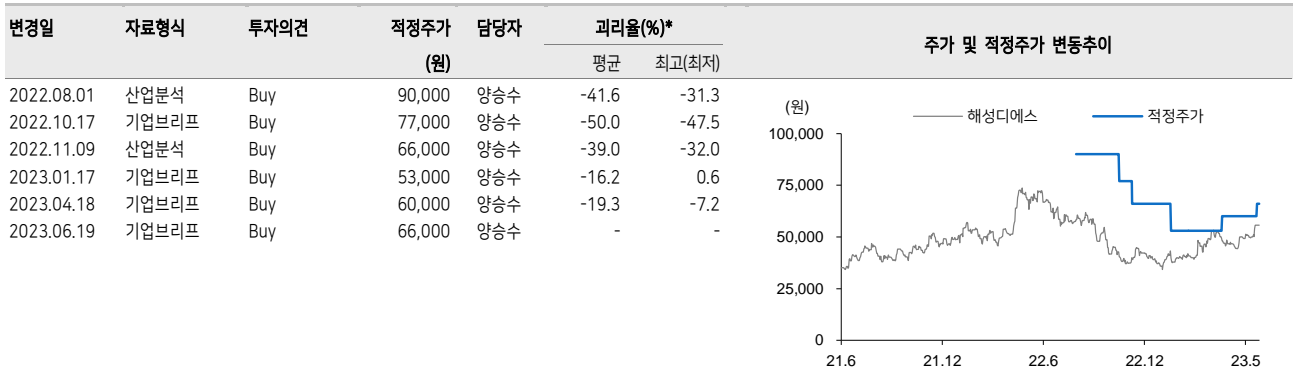 변경일 자료형식 투자의견 적정주가 담당자 괴리율(%)* 주가 및 적정주가 변동추이
(원) 평균 최고(최저)
2022.08.01 산업분석 Buy 90,000 양승수 -41.6 -31.3
2022.10.17 기업브리프 Buy 77,000 양승수 -50.0 -47.5
2022.11.09 산업분석 Buy 66,000 양승수 -39.0 -32.0
2023.01.17 기업브리프 Buy 53,000 양승수 -16.2 0.6
2023.04.18 기업브리프 Buy 60,000 양승수 -19.3 -7.2
2023.06.19 기업브리프 Buy 66,000 양승수 - -
(원) 해성디에스 적정주가
100,000
75,000
50,000
25,000
0
21.6 21.12 22.6 22.12 23.5